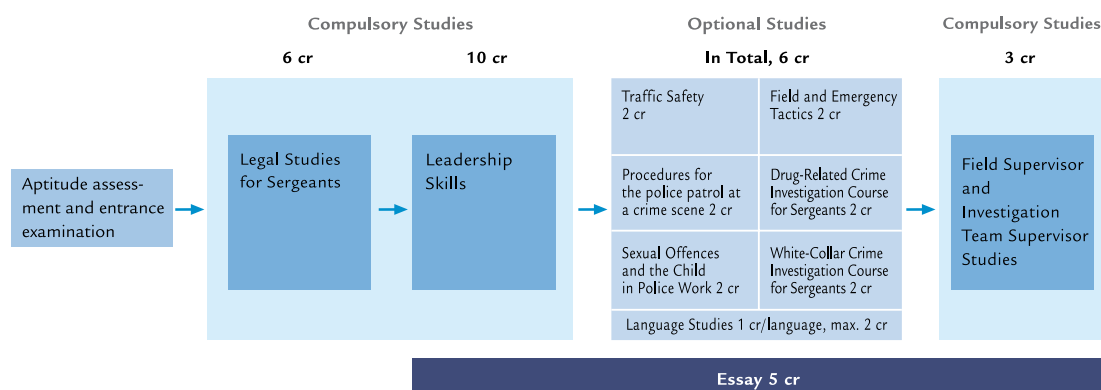 Compulsory Studies
Optional Studies
Compulsory Studies
6 cr
10 cr
In Total, 6 cr
3 cr
Aptitude assess-
ment and entrance
examination
Legal Studies
for Sergeants
Leadership
Skills
Traffic Safety
2 cr
Field and Emergency
Tactics 2 cr
Procedures for
the police patrol at
a crime scene 2 cr
Drug-Related Crime
Investigation Course
for Sergeants 2 cr
Sexual Offences
and the Child
in Police Work 2 cr
White-Collar Crime
Investigation Course
for Sergeants 2 cr
Language Studies 1 cr/language, max. 2 cr
Field Supervisor
and
Investigation
Team Supervisor
Studies
Essay 5 cr